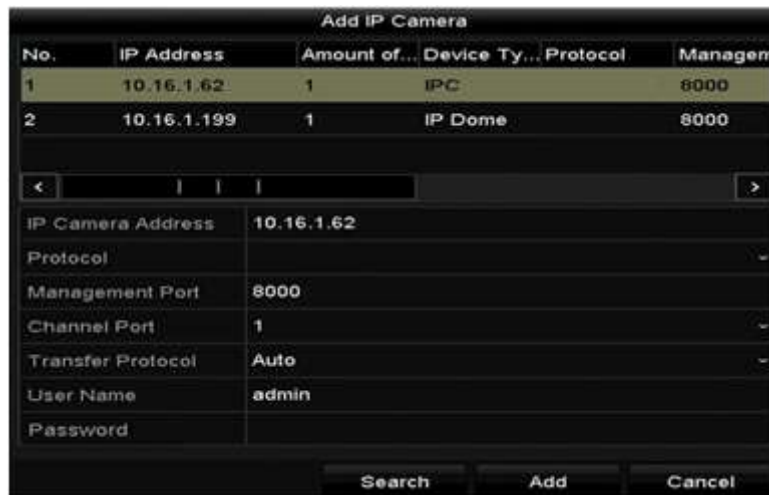 Add IP Camera
No. IP Address Amount of... Device Ty... Protocol Managem
1 10.16.1.62 1 IPC 8000
2 10.16.1.199 1 IP Dome 8000
< >
IP Camera Address 10.16.1.62
Protocol
Management Port 8000
Channel Port 1
Transfer Protocol Auto
User Name admin
Password
Search Add Cancel